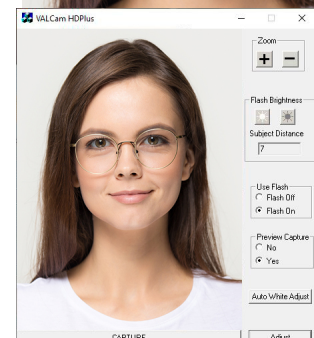 VALCam HDPlus
Zoom
+ −
Flash Brightness
Subject Distance
7
Use Flash
Flash Off
Flash On
Preview Capture
No
Yes
Auto White Adjust
CAPTURE
Adjust